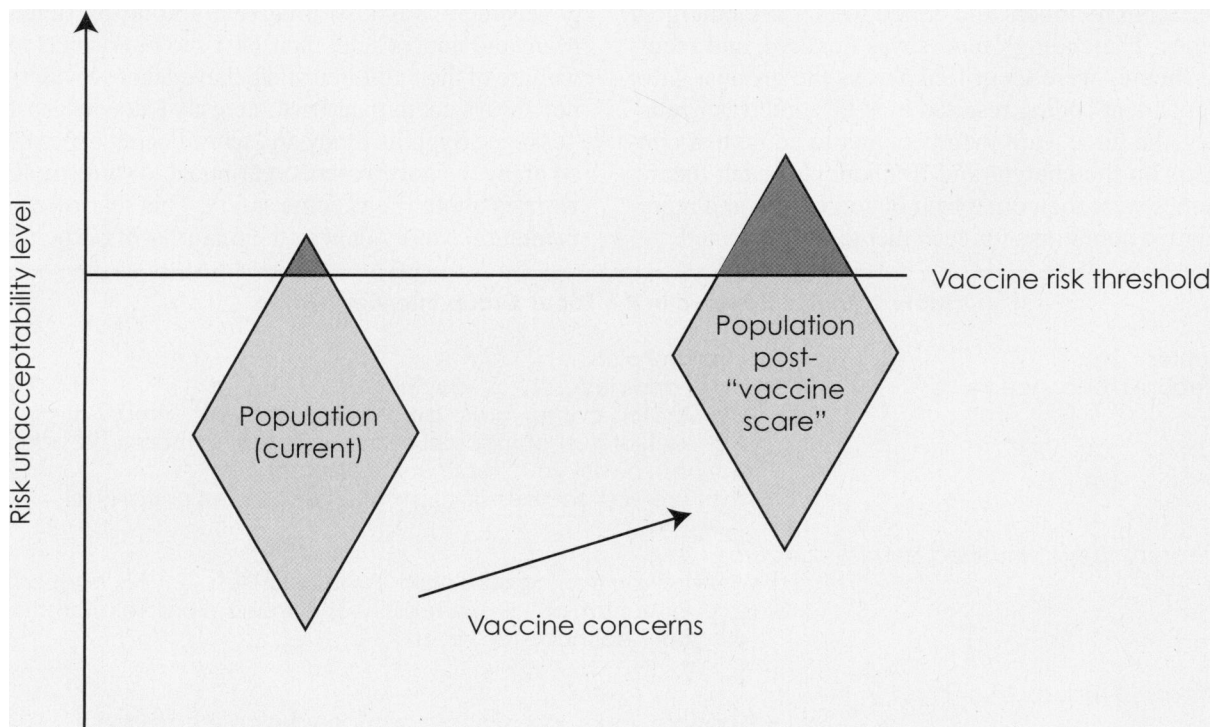 Risk unacceptability level
Vaccine risk threshold
Population
(current)
Population
post-
“vaccine
scare”
Vaccine concerns